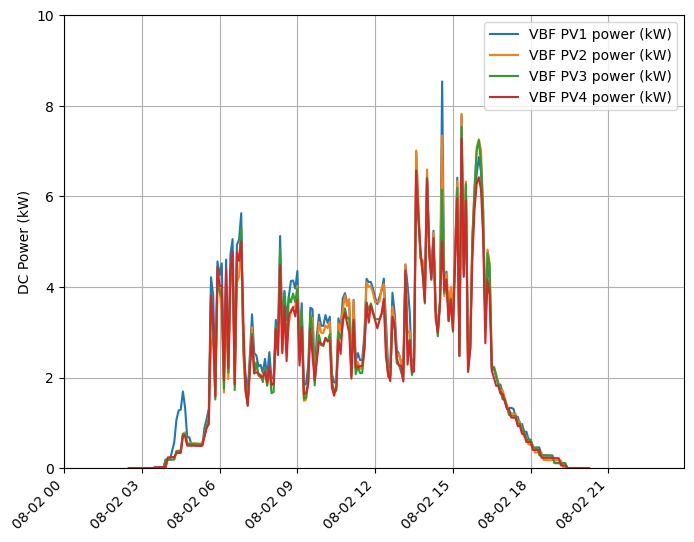 10
8
6
4
2
0
DC Power (kW)
VBF PV1 power (kW)
VBF PV2 power (kW)
VBF PV3 power (kW)
VBF PV4 power (kW)
08-02 00
08-02 03
08-02 06
08-02 09
08-02 12
08-02 15
08-02 18
08-02 21